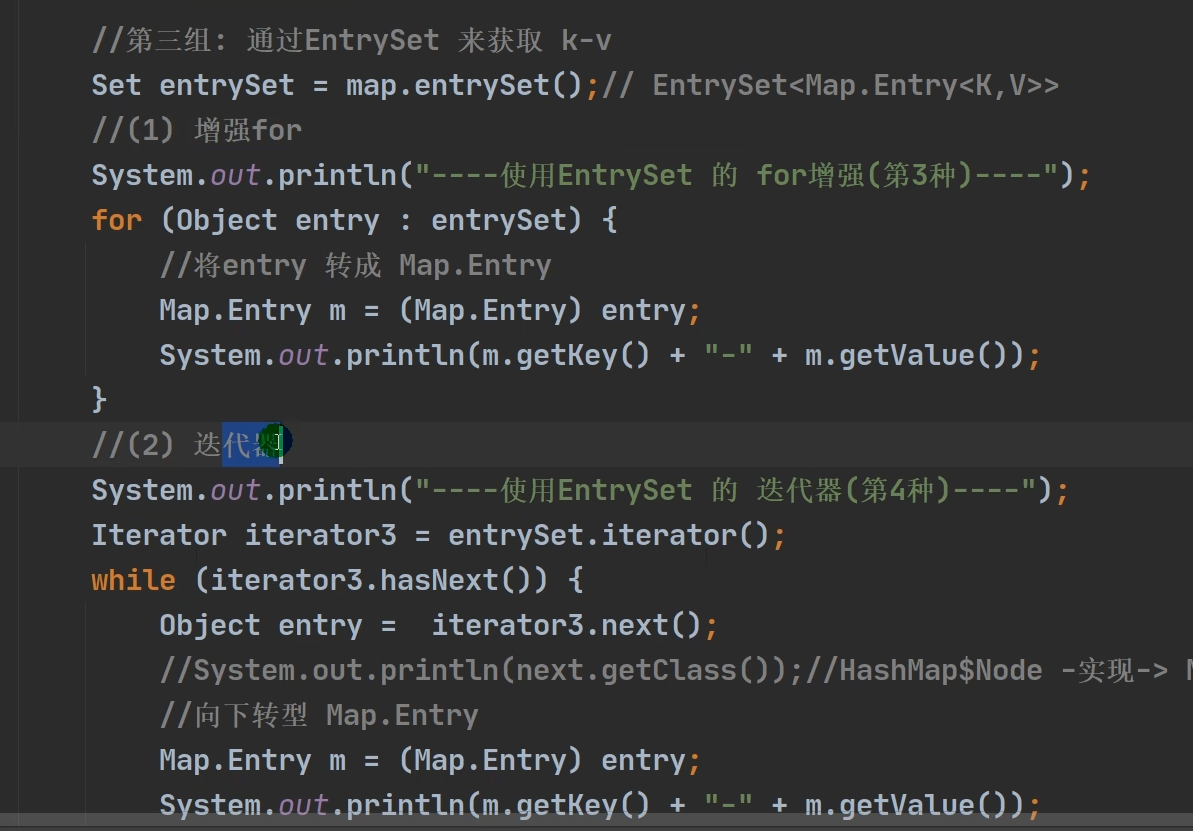 //第三组: 通过EntrySet 来获取 k-v
Set entrySet = map.entrySet();// EntrySet<Map.Entry<K,V>>
//(1) 增强for
System.out.println("----使用EntrySet 的 for增强(第3种)----");
for (Object entry : entrySet) {
    //将entry 转成 Map.Entry
    Map.Entry m = (Map.Entry) entry;
    System.out.println(m.getKey() + "-" + m.getValue());
}
//(2) 迭代器
System.out.println("----使用EntrySet 的 迭代器(第4种)----");
Iterator iterator3 = entrySet.iterator();
while (iterator3.hasNext()) {
    Object entry =  iterator3.next();
    //System.out.println(next.getClass());//HashMap$Node -实现->
    //向下转型 Map.Entry
    Map.Entry m = (Map.Entry) entry;
    System.out.println(m.getKey() + "-" + m.getValue());